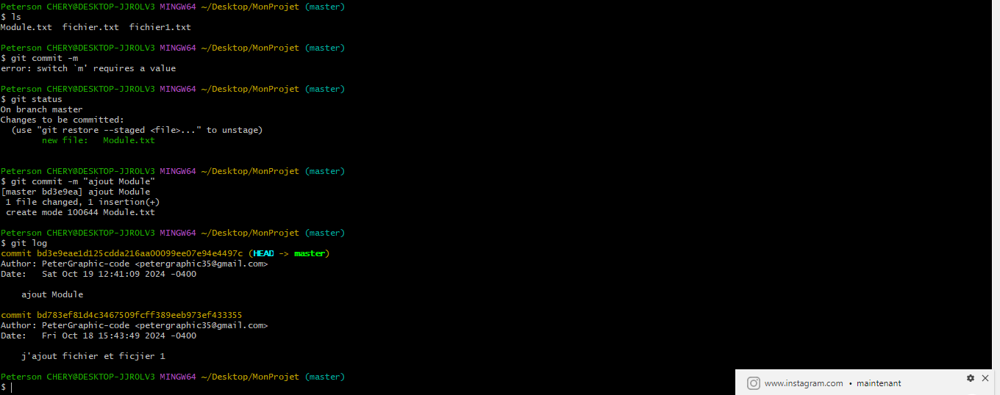 Peterson CHERY@DESKTOP-JJROLV3 MINGW64 ~/Desktop/MonProjet (master)
$ ls
Module.txt  fichier.txt  fichier1.txt
Peterson CHERY@DESKTOP-JJROLV3 MINGW64 ~/Desktop/MonProjet (master)
$ git commit -m
error: switch `m' requires a value
Peterson CHERY@DESKTOP-JJROLV3 MINGW64 ~/Desktop/MonProjet (master)
$ git status
On branch master
Changes to be committed:
  (use "git restore --staged <file>..." to unstage)
        new file:   Module.txt
Peterson CHERY@DESKTOP-JJROLV3 MINGW64 ~/Desktop/MonProjet (master)
$ git commit -m "ajout Module"
[master bd3e9ea] ajout Module
 1 file changed, 1 insertion(+)
 create mode 100644 Module.txt
Peterson CHERY@DESKTOP-JJROLV3 MINGW64 ~/Desktop/MonProjet (master)
$ git log
commit bd3e9eae1d125cdda216aa00099ee07e94e4497c (HEAD -> master)
Author: PeterGraphic-code <petergraphic35@gmail.com>
Date:   Sat Oct 19 12:41:09 2024 -0400
    ajout Module
commit bd783ef81d4c3467509fcff389eeb973ef433355
Author: PeterGraphic-code <petergraphic35@gmail.com>
Date:   Fri Oct 18 15:43:49 2024 -0400
    j'ajout fichier et ficjier 1
Peterson CHERY@DESKTOP-JJROLV3 MINGW64 ~/Desktop/MonProjet (master)
$
www.instagram.com • maintenant